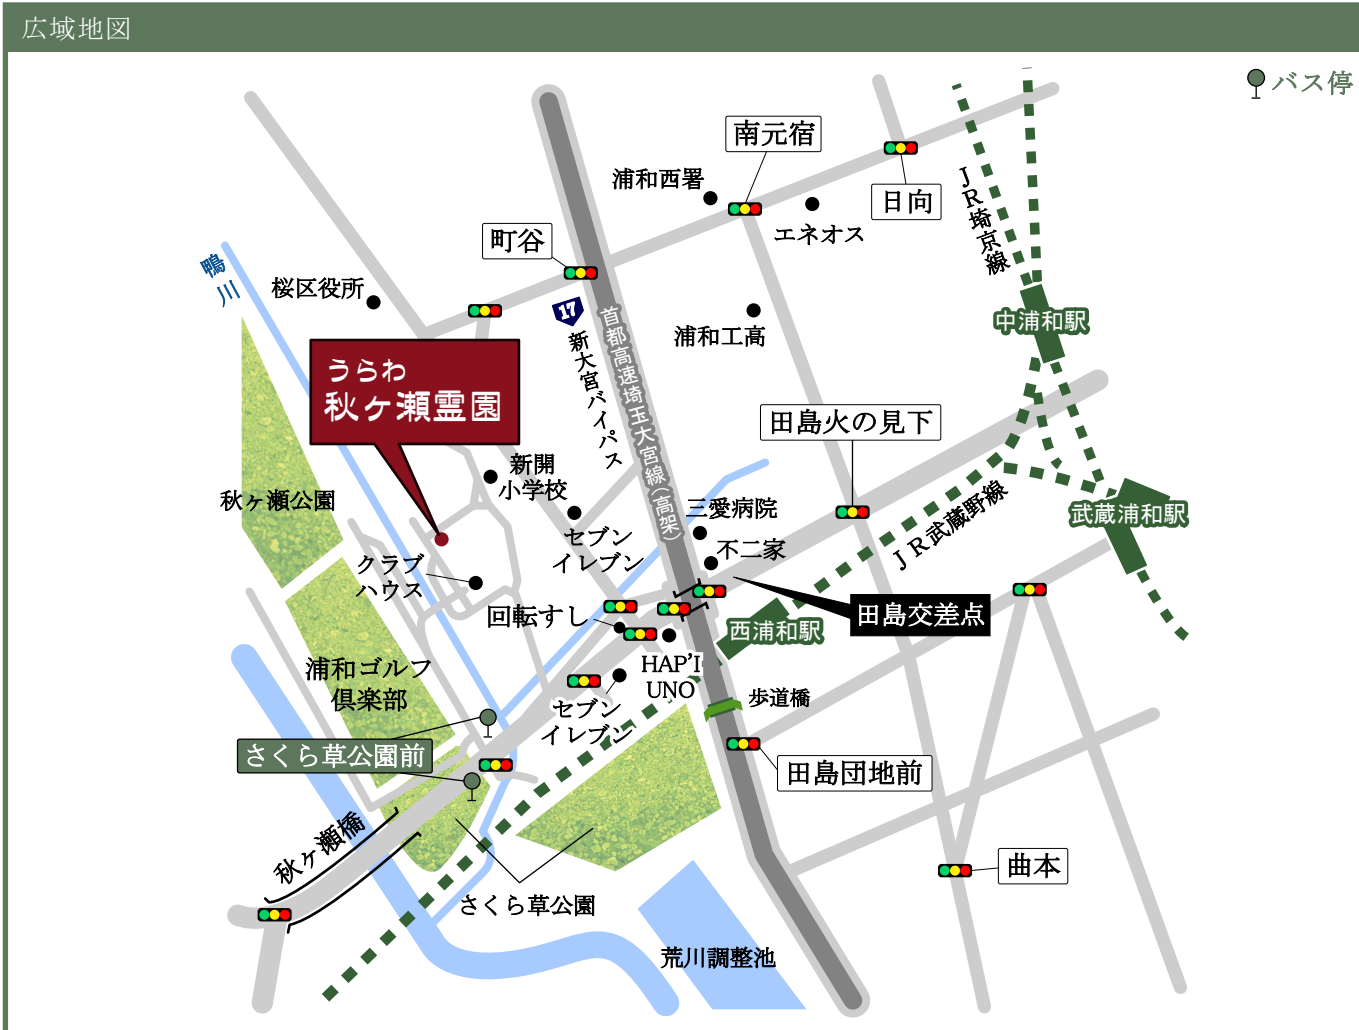 広域地図
バス停
南元宿
浦和西署
日向
エネオス
JR埼京線
町谷
鴨川
桜区役所
17
新大宮バイパス
首都高速埼玉大宮線(高架)
浦和工高
中浦和駅
うらわ
秋ヶ瀬霊園
田島火の見下
新開
小学校
秋ヶ瀬公園
セブン
イレブン
三愛病院
不二家
JR武蔵野線
武蔵浦和駅
クラブ
ハウス
回転すし
田島交差点
西浦和駅
HAP'I
UNO
浦和ゴルフ
倶楽部
セブン
イレブン
歩道橋
さくら草公園前
田島団地前
秋ヶ瀬橋
曲本
さくら草公園
荒川調整池